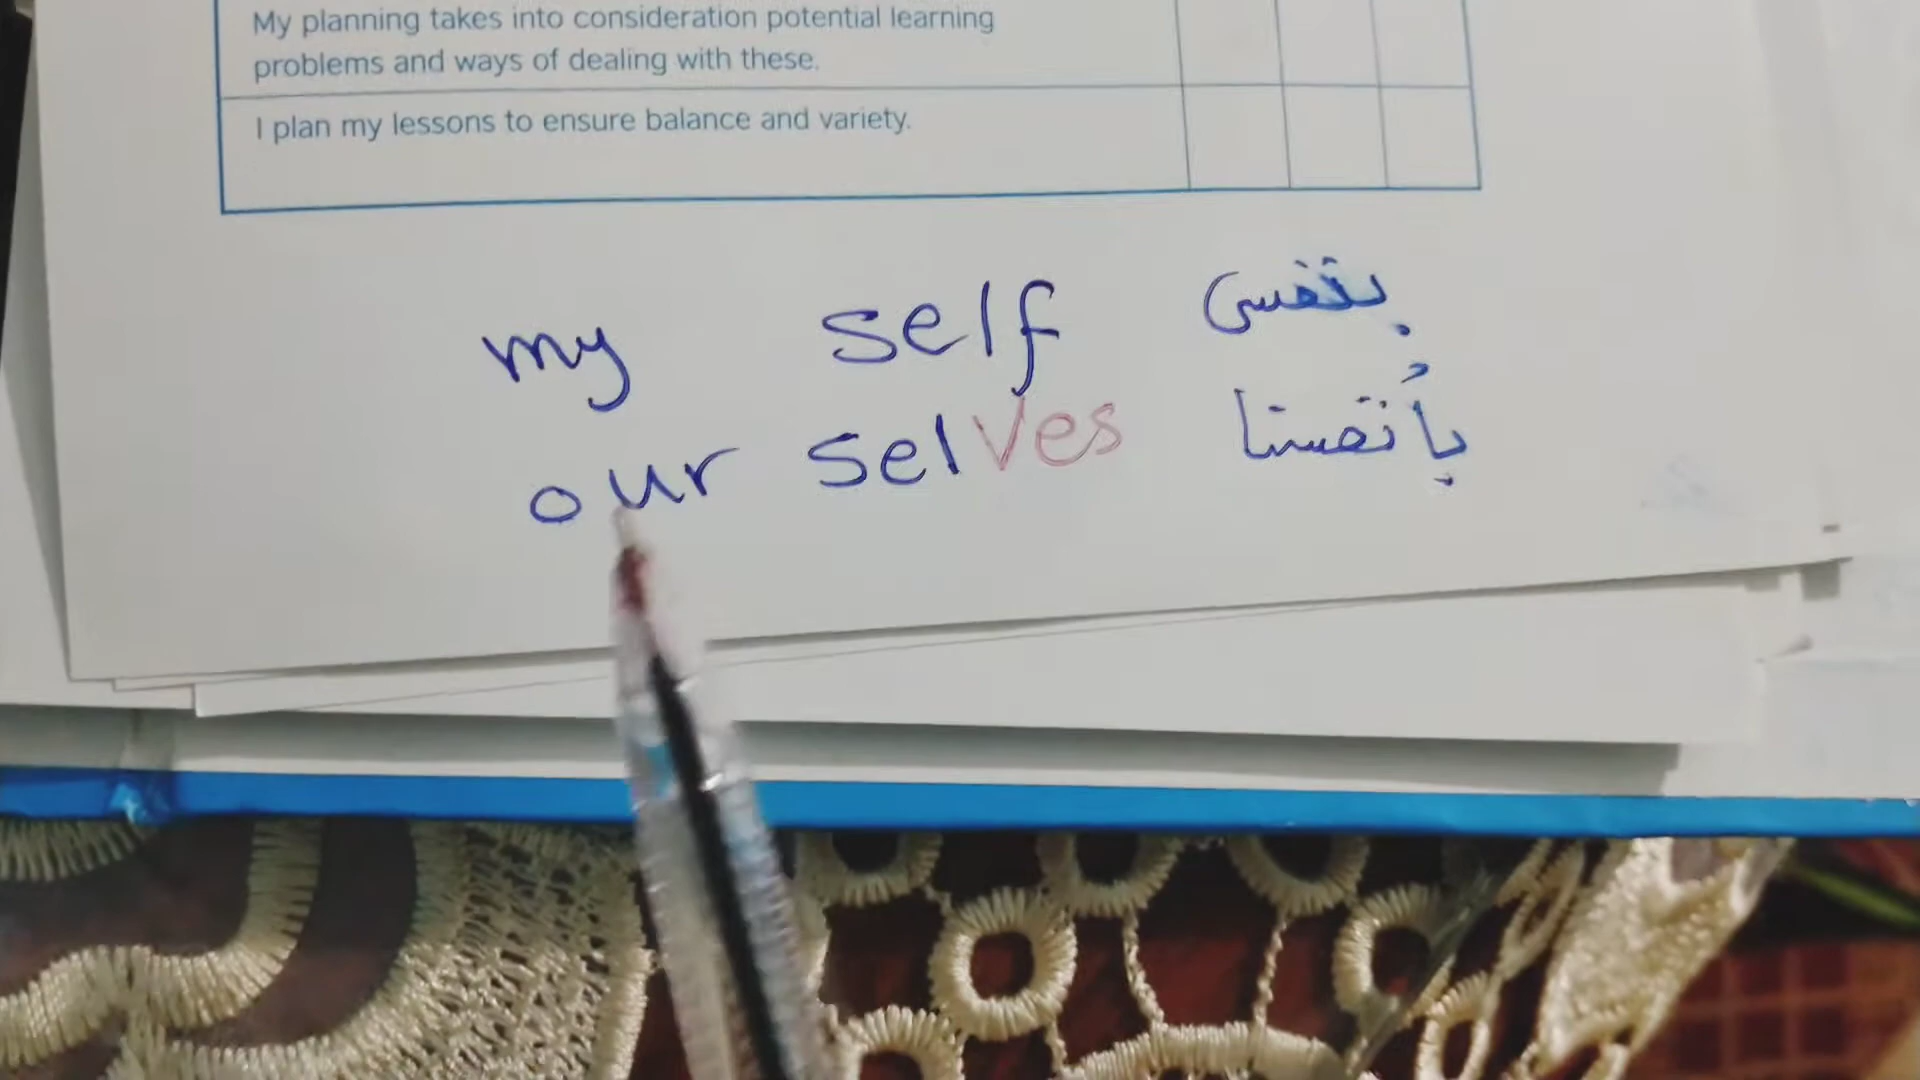 My planning takes into consideration potential learning
problems and ways of dealing with these.
I plan my lessons to ensure balance and variety.
my self بنفسى
our selves بأنفسنا